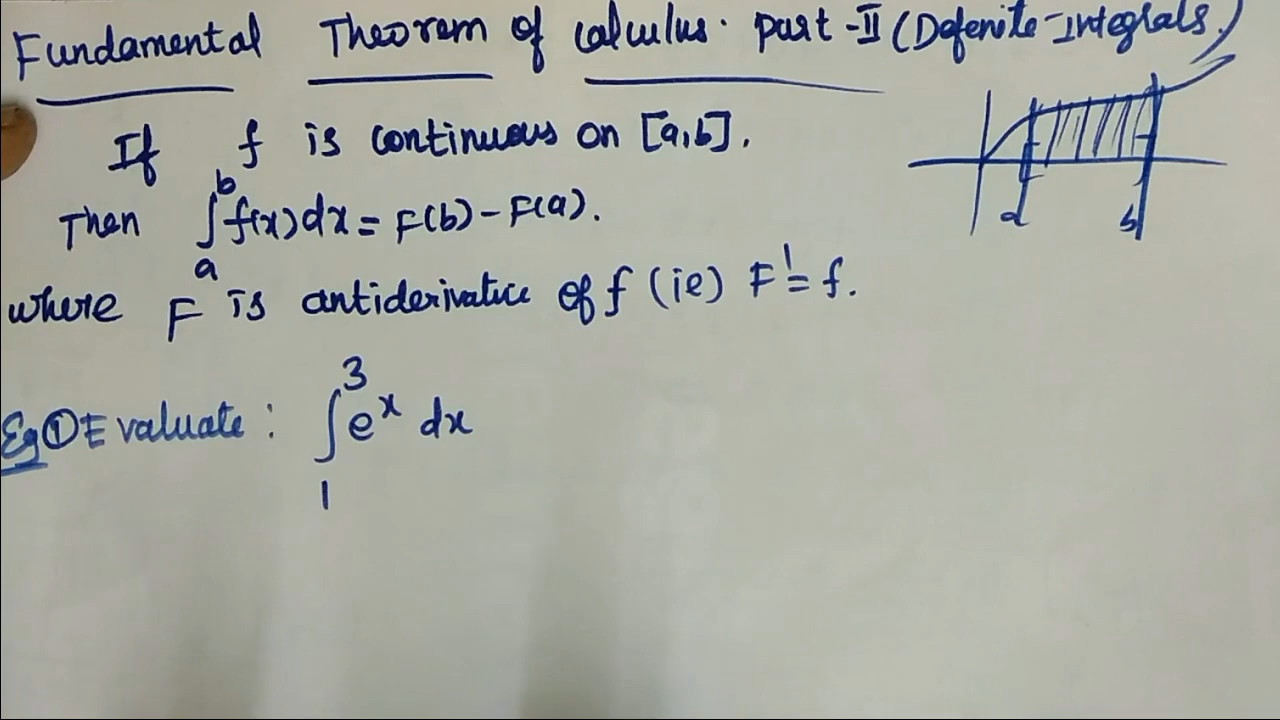 Fundamental Theorem of calculus. part-II (Defenite-Integrals.)
If f is continuous on [a,b].
Then ∫ₐᵇ f(x)dx = F(b)-F(a).
where F is antiderivative of f (ie) F' = f.
Eg① Evaluate: ∫₁³ eˣ dx
a b